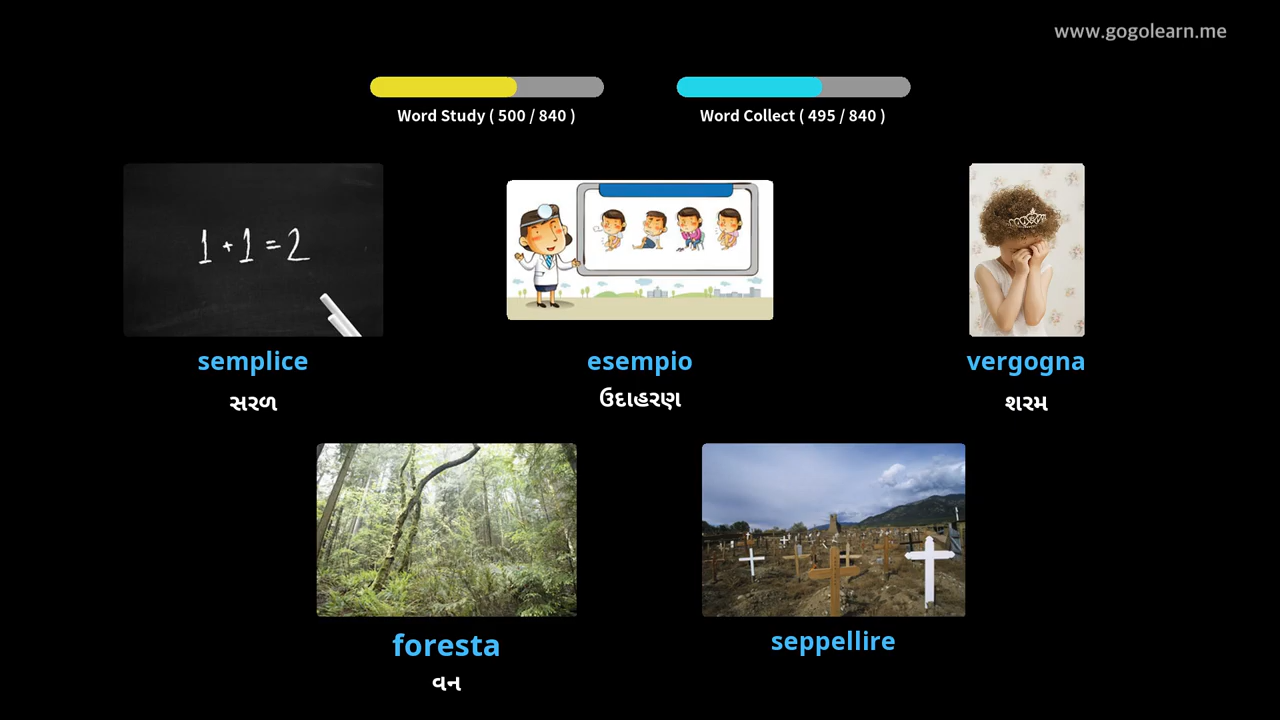 www.gogolearn.me
Word Study ( 500 / 840 )
Word Collect ( 495 / 840 )
1 + 1 = 2
semplice
સરળ
esempio
ઉદાહરણ
vergogna
શરમ
foresta
વન
seppellire